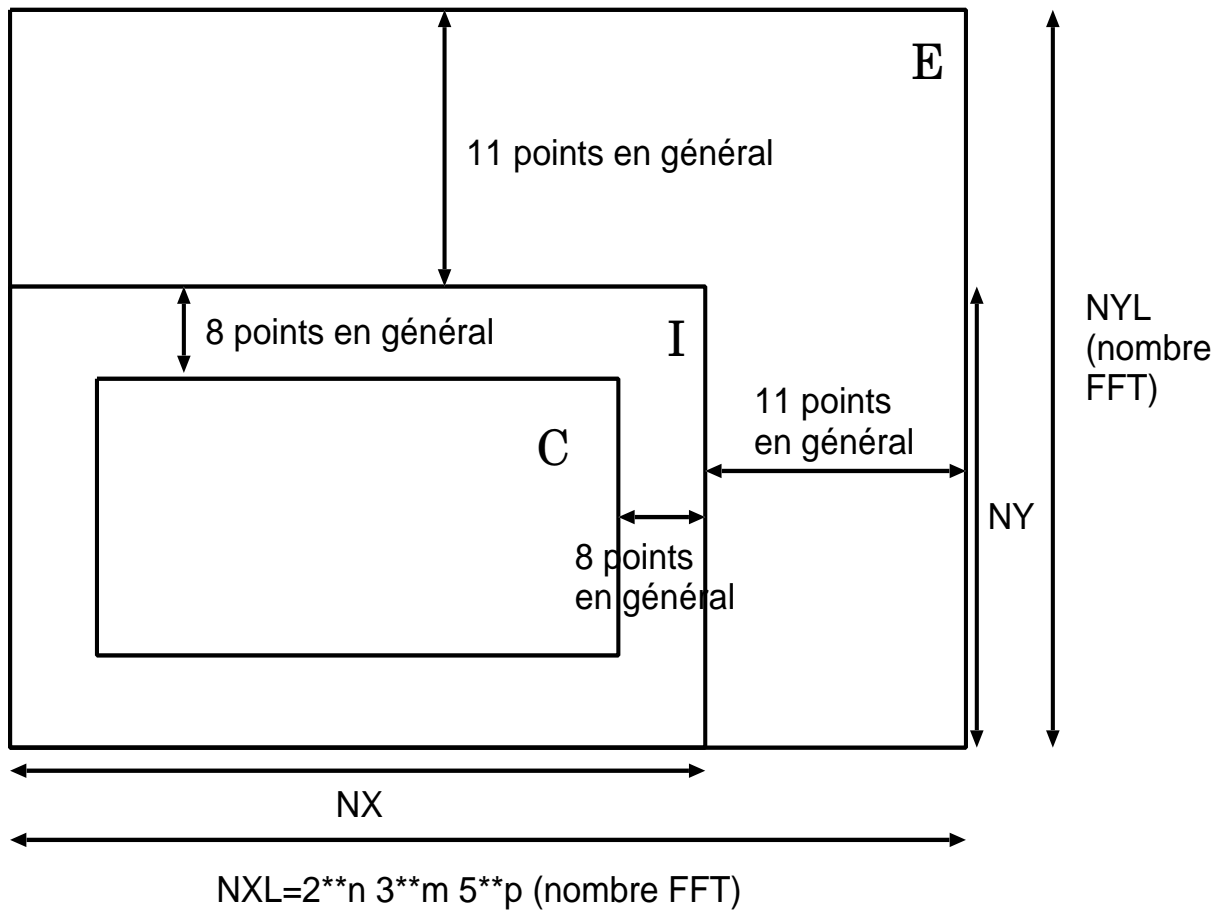 E
11 points en général
8 points en général
I
NYL
(nombre
FFT)
11 points
en général
C
NY
8 points
en général
NX
NXL=2**n 3**m 5**p (nombre FFT)